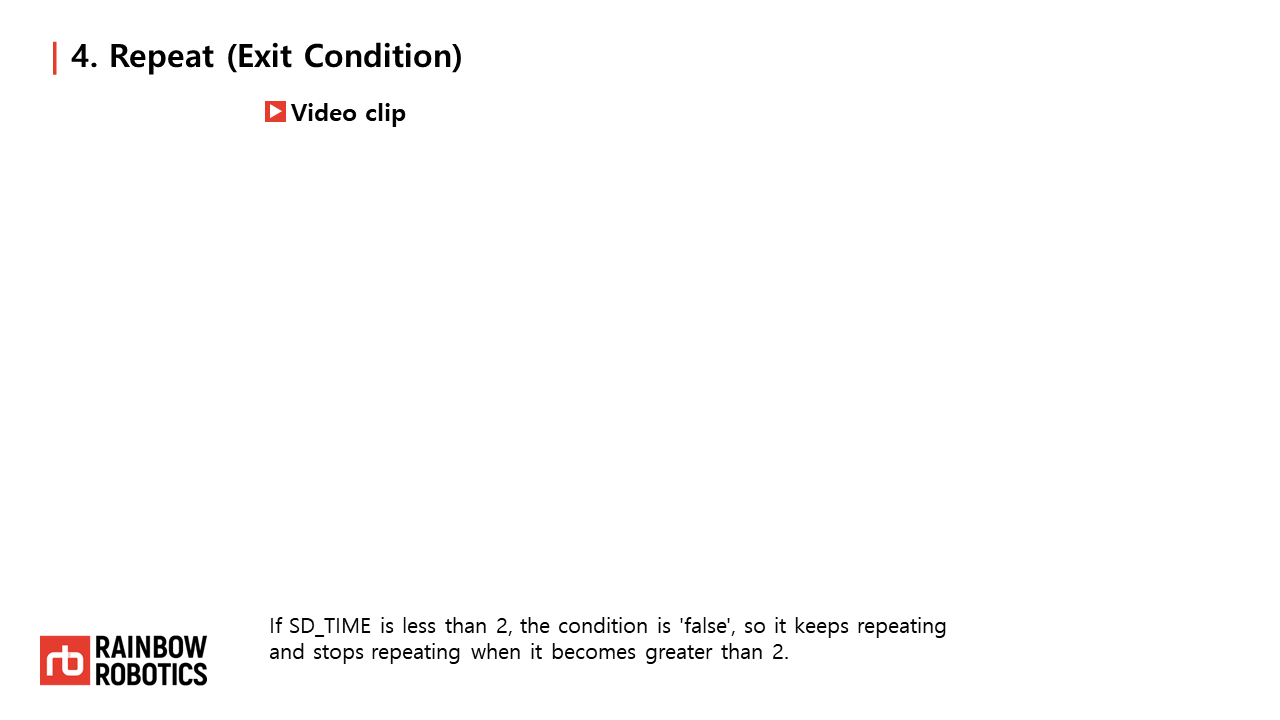 4. Repeat (Exit Condition)
Video clip
If SD_TIME is less than 2, the condition is 'false', so it keeps repeating
and stops repeating when it becomes greater than 2.
rb RAINBOW
ROBOTICS